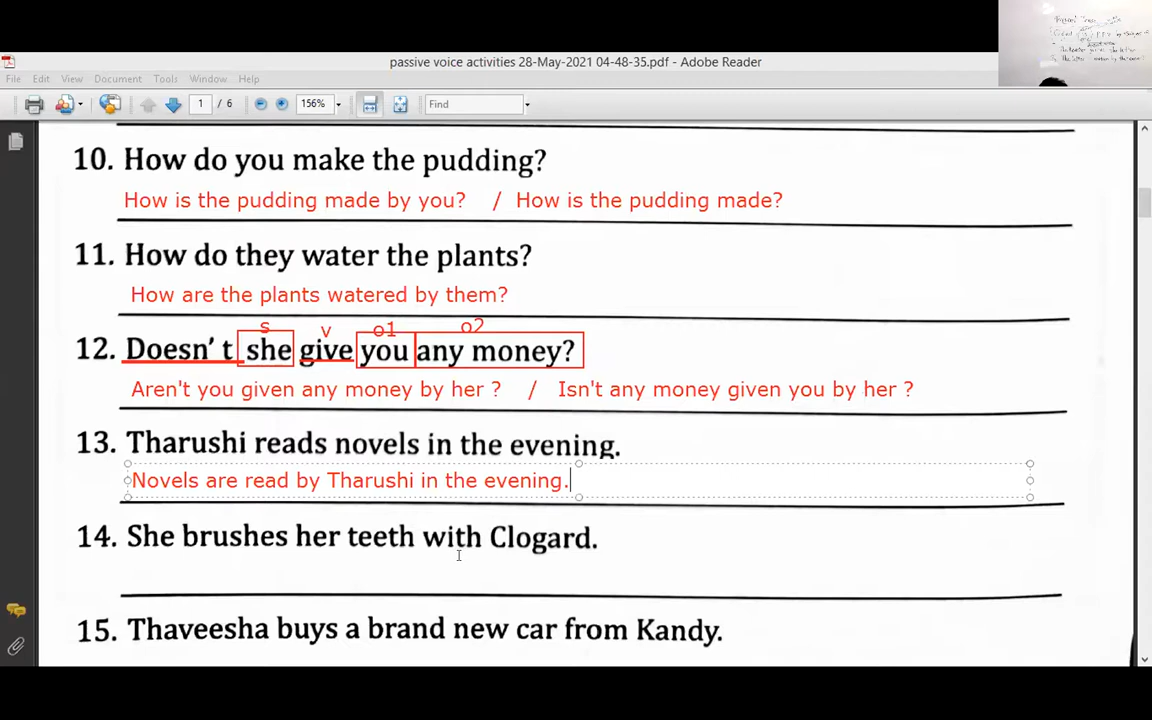 passive voice activities 28-May-2021 04-48-35.pdf - Adobe Reader
File Edit View Document Tools Window Help
1 / 6 156% Find
10. How do you make the pudding?
How is the pudding made by you? / How is the pudding made?
11. How do they water the plants?
How are the plants watered by them?
s v o1 o2
12. Doesn't she give you any money?
Aren't you given any money by her ? / Isn't any money given you by her ?
13. Tharushi reads novels in the evening.
Novels are read by Tharushi in the evening.
14. She brushes her teeth with Clogard.
15. Thaveesha buys a brand new car from Kandy.